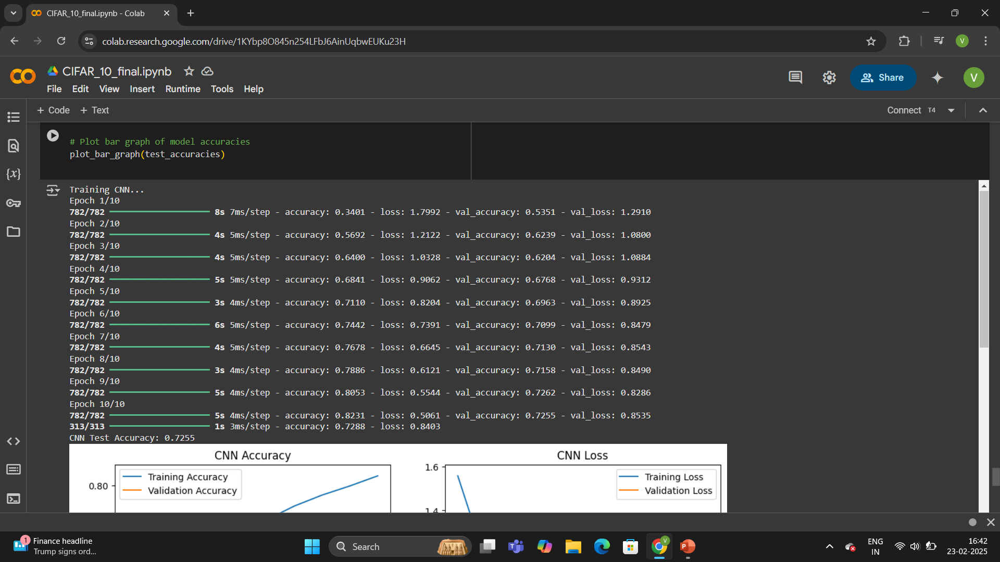 CIFAR_10_final.ipynb - Colab
colab.research.google.com/drive/1KYbp8O845n254LFbJ6AinUqbwEUKu23H
V
CO
CIFAR_10_final.ipynb
File Edit View Insert Runtime Tools Help
Share
V
+ Code + Text
Connect T4
{x}
# Plot bar graph of model accuracies
plot_bar_graph(test_accuracies)
Training CNN...
Epoch 1/10
782/782 ━━━━━━━━━━━━━━━━━━━━ 8s 7ms/step - accuracy: 0.3401 - loss: 1.7992 - val_accuracy: 0.5351 - val_loss: 1.2910
Epoch 2/10
782/782 ━━━━━━━━━━━━━━━━━━━━ 4s 5ms/step - accuracy: 0.5692 - loss: 1.2122 - val_accuracy: 0.6239 - val_loss: 1.0800
Epoch 3/10
782/782 ━━━━━━━━━━━━━━━━━━━━ 4s 5ms/step - accuracy: 0.6400 - loss: 1.0328 - val_accuracy: 0.6204 - val_loss: 1.0884
Epoch 4/10
782/782 ━━━━━━━━━━━━━━━━━━━━ 5s 5ms/step - accuracy: 0.6841 - loss: 0.9062 - val_accuracy: 0.6768 - val_loss: 0.9312
Epoch 5/10
782/782 ━━━━━━━━━━━━━━━━━━━━ 3s 4ms/step - accuracy: 0.7110 - loss: 0.8204 - val_accuracy: 0.6963 - val_loss: 0.8925
Epoch 6/10
782/782 ━━━━━━━━━━━━━━━━━━━━ 6s 5ms/step - accuracy: 0.7442 - loss: 0.7391 - val_accuracy: 0.7099 - val_loss: 0.8479
Epoch 7/10
782/782 ━━━━━━━━━━━━━━━━━━━━ 4s 5ms/step - accuracy: 0.7678 - loss: 0.6645 - val_accuracy: 0.7130 - val_loss: 0.8543
Epoch 8/10
782/782 ━━━━━━━━━━━━━━━━━━━━ 3s 4ms/step - accuracy: 0.7886 - loss: 0.6121 - val_accuracy: 0.7158 - val_loss: 0.8490
Epoch 9/10
782/782 ━━━━━━━━━━━━━━━━━━━━ 5s 4ms/step - accuracy: 0.8053 - loss: 0.5544 - val_accuracy: 0.7262 - val_loss: 0.8286
Epoch 10/10
782/782 ━━━━━━━━━━━━━━━━━━━━ 5s 4ms/step - accuracy: 0.8231 - loss: 0.5061 - val_accuracy: 0.7255 - val_loss: 0.8535
313/313 ━━━━━━━━━━━━━━━━━━━━ 1s 3ms/step - accuracy: 0.7288 - loss: 0.8403
CNN Test Accuracy: 0.7255
CNN Accuracy
CNN Loss
0.80
Training Accuracy
Validation Accuracy
1.6
1.4
Training Loss
Validation Loss
1
Finance headline
Trump signs ord...
Search
ENG
IN
16:42
23-02-2025